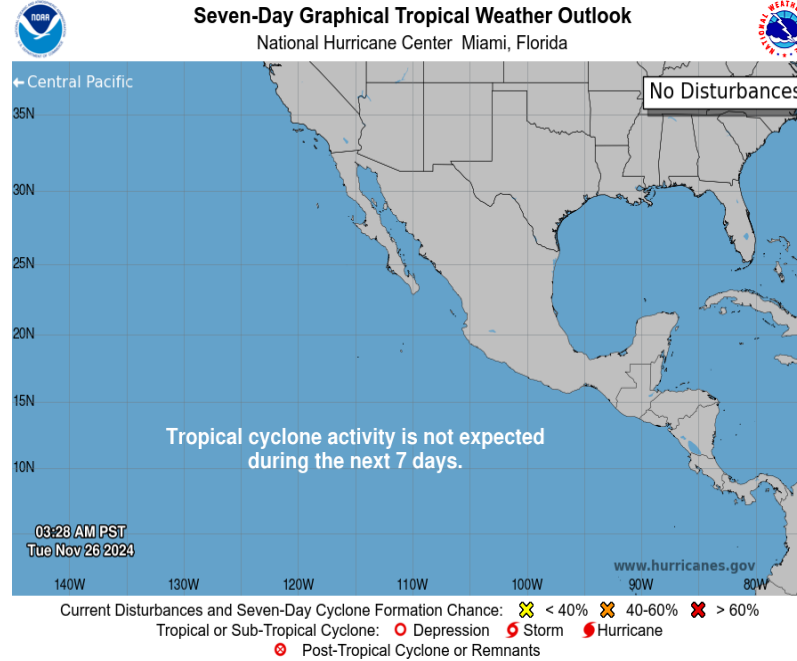 Seven-Day Graphical Tropical Weather Outlook
National Hurricane Center Miami, Florida
NOAA
← Central Pacific
No Disturbances
35N
30N
25N
20N
15N
10N
Tropical cyclone activity is not expected
during the next 7 days.
03:28 AM PST
Tue Nov 26 2024
www.hurricanes.gov
140W 130W 120W 110W 100W 90W 80W
Current Disturbances and Seven-Day Cyclone Formation Chance: < 40% 40-60% > 60%
Tropical or Sub-Tropical Cyclone: Depression Storm Hurricane
Post-Tropical Cyclone or Remnants